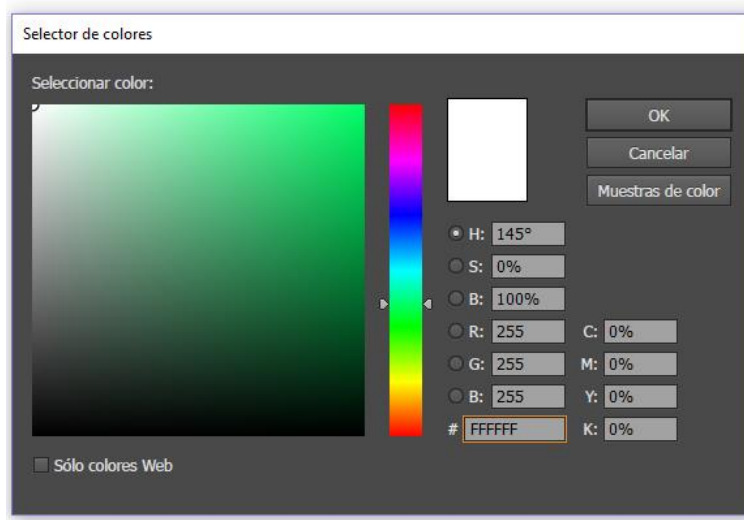 Selector de colores
Seleccionar color:
OK
Cancelar
Muestras de color
H: 145°
S: 0%
B: 100%
R: 255 C: 0%
G: 255 M: 0%
B: 255 Y: 0%
# FFFFFF K: 0%
Sólo colores Web